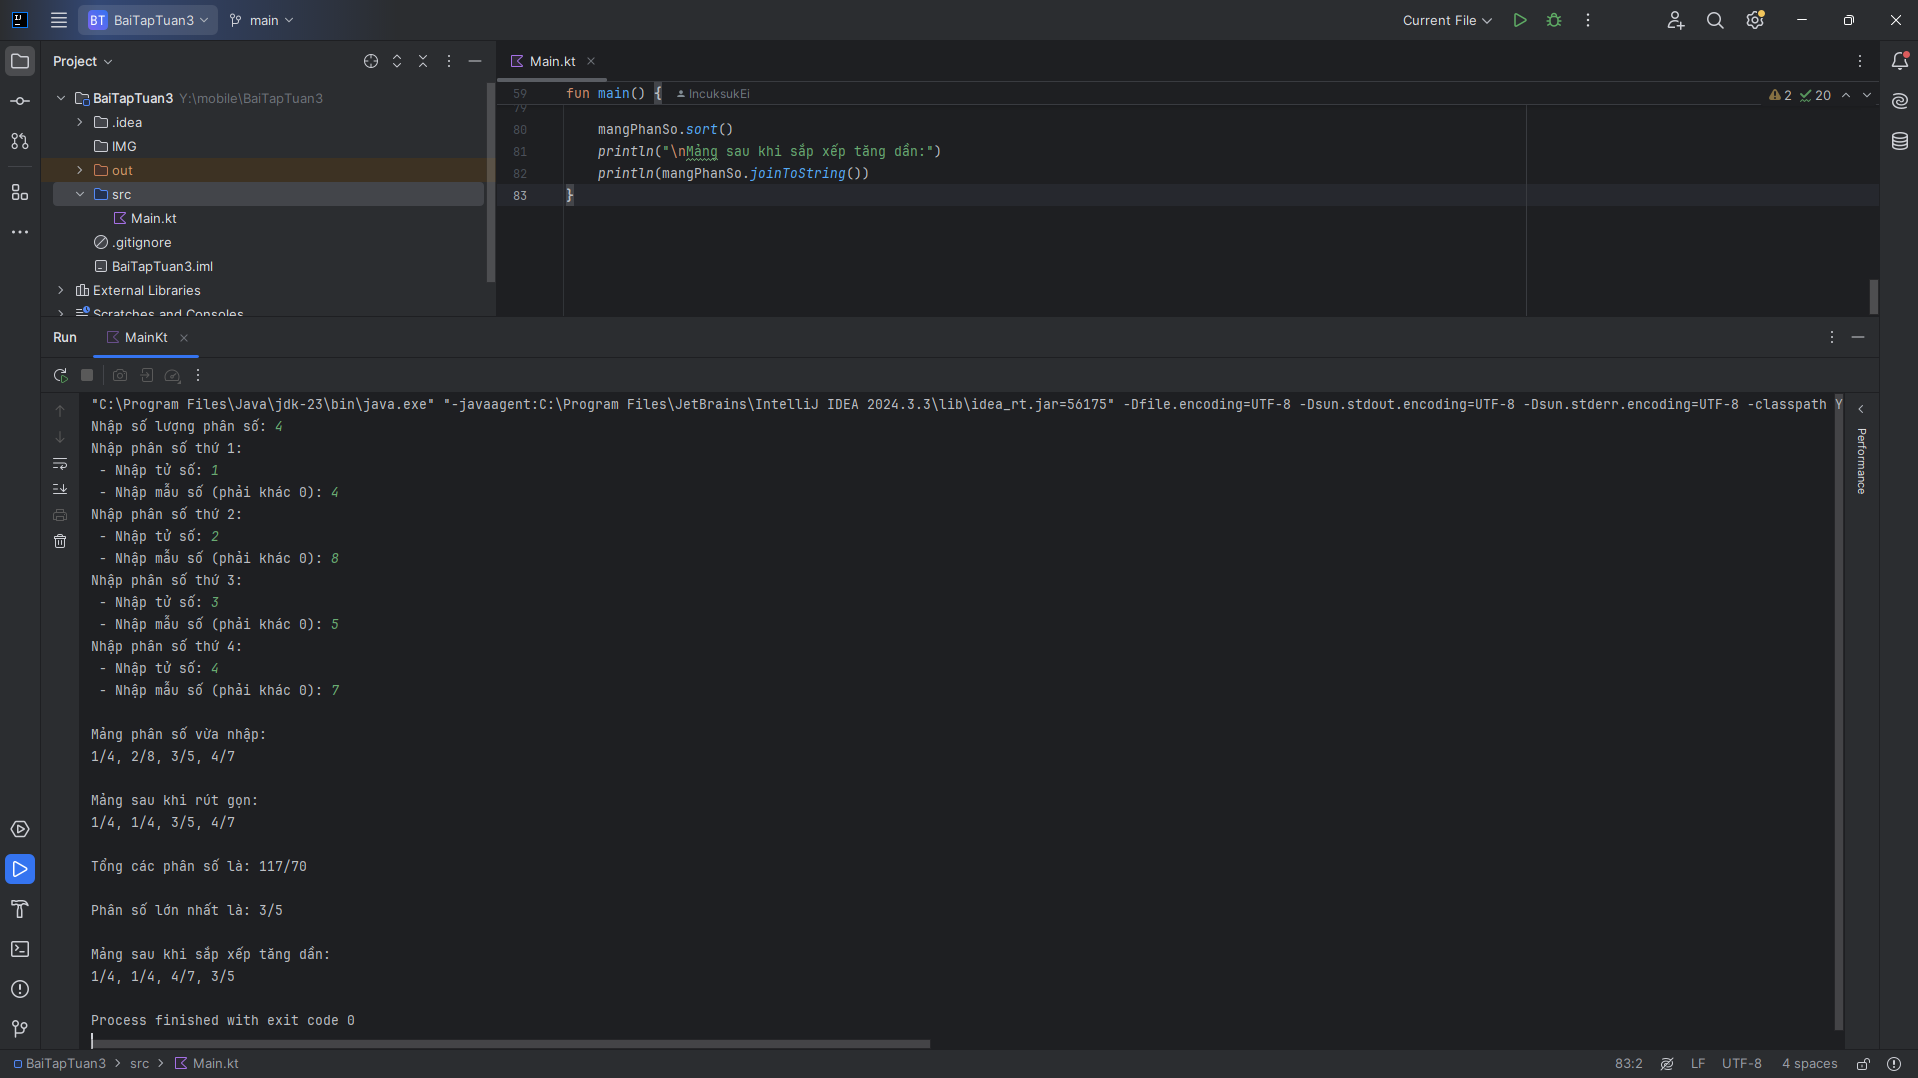 BT BaiTapTuan3 main Current File
Project
BaiTapTuan3 Y:\mobile\BaiTapTuan3
.idea
IMG
out
src
Main.kt
.gitignore
BaiTapTuan3.iml
External Libraries
Scratches and Consoles
Main.kt
59 fun main() { IncuksukEi
2 20
79
80 mangPhanSo.sort()
81 println("\nMảng sau khi sắp xếp tăng dần:")
82 println(mangPhanSo.joinToString())
83 }
Run MainKt
"C:\Program Files\Java\jdk-23\bin\java.exe" "-javaagent:C:\Program Files\JetBrains\IntelliJ IDEA 2024.3.3\lib\idea_rt.jar=56175" -Dfile.encoding=UTF-8 -Dsun.stdout.encoding=UTF-8 -Dsun.stderr.encoding=UTF-8 -classpath Y
Nhập số lượng phân số: 4
Nhập phân số thứ 1:
- Nhập tử số: 1
- Nhập mẫu số (phải khác 0): 4
Nhập phân số thứ 2:
- Nhập tử số: 2
- Nhập mẫu số (phải khác 0): 8
Nhập phân số thứ 3:
- Nhập tử số: 3
- Nhập mẫu số (phải khác 0): 5
Nhập phân số thứ 4:
- Nhập tử số: 4
- Nhập mẫu số (phải khác 0): 7
Mảng phân số vừa nhập:
1/4, 2/8, 3/5, 4/7
Mảng sau khi rút gọn:
1/4, 1/4, 3/5, 4/7
Tổng các phân số là: 117/70
Phân số lớn nhất là: 3/5
Mảng sau khi sắp xếp tăng dần:
1/4, 1/4, 4/7, 3/5
Process finished with exit code 0
Performance
BaiTapTuan3 > src > Main.kt
83:2 LF UTF-8 4 spaces